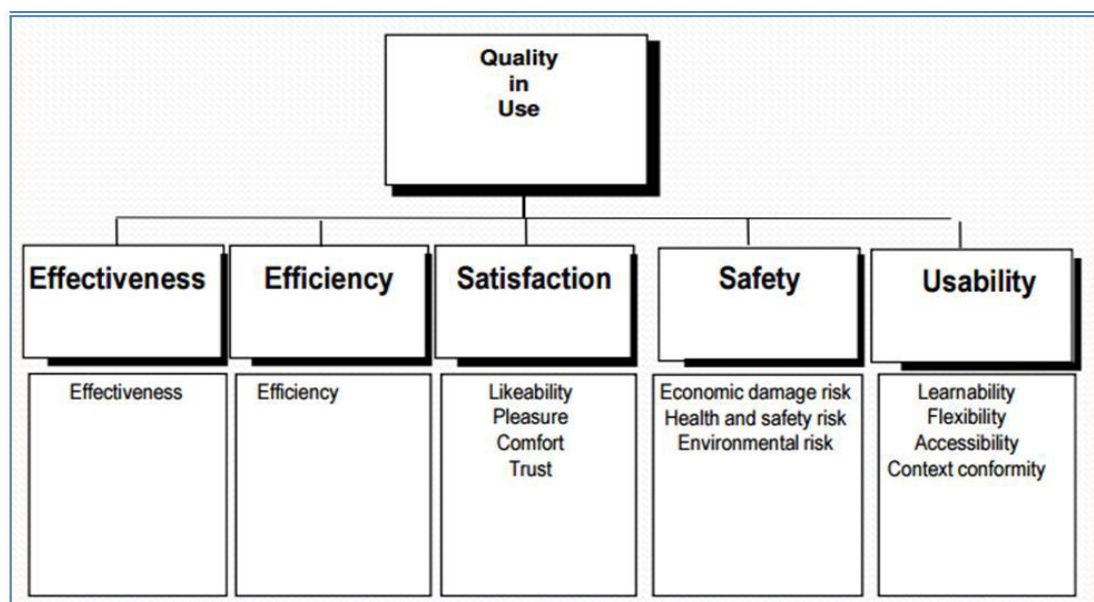 Quality
in
Use
Effectiveness
Efficiency
Satisfaction
Safety
Usability
Effectiveness
Efficiency
Likeability
Pleasure
Comfort
Trust
Economic damage risk
Health and safety risk
Environmental risk
Learnability
Flexibility
Accessibility
Context conformity